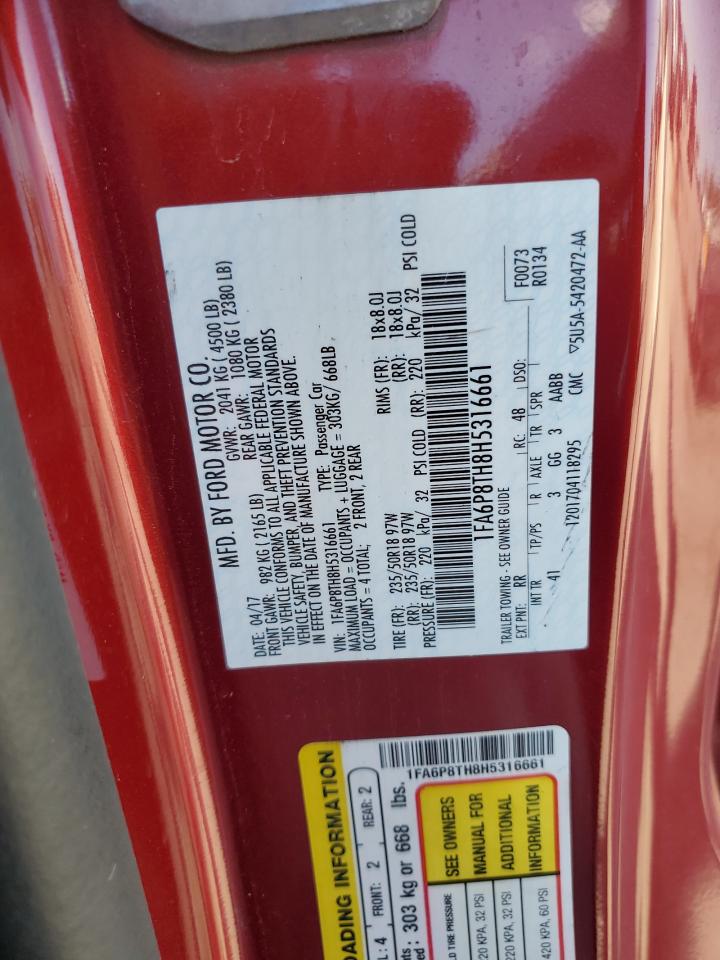 MFD. BY FORD MOTOR CO.
DATE: 04/17 GVWR: 2041 KG ( 4500 LB)
FRONT GAWR: 982 KG ( 2165 LB) REAR GAWR: 1080 KG ( 2380 LB)
THIS VEHICLE CONFORMS TO ALL APPLICABLE FEDERAL MOTOR
VEHICLE SAFETY, BUMPER, AND THEFT PREVENTION STANDARDS
IN EFFECT ON THE DATE OF MANUFACTURE SHOWN ABOVE.
VIN: 1FA6P8TH8H5316661 TYPE: Passenger Car
MAXIMUM LOAD = OCCUPANTS + LUGGAGE = 303KG / 668LB
OCCUPANTS = 4 TOTAL: 2 FRONT, 2 REAR
TIRE (FR): 235/50R18 97W RIMS (FR): 18x8.0J
(RR): 235/50R18 97W (RR): 18x8.0J
PRESSURE (FR): 220 kPa/ 32 PSI COLD (RR): 220 kPa/ 32 PSI COLD
1FA6P8TH8H5316661
TRAILER TOWING - SEE OWNER GUIDE F0073
EXT PNT: RR RC: 48 DSO: R0134
INT TR TP/PS R AXLE TR SPR
41 GG 3 AABB
1201704118295 CMC ▽5U5A-5420472-AA
OADING INFORMATION
L : 4 FRONT: 2 REAR: 2
ed : 303 kg or 668 lbs.
1FA6P8TH8H5316661
LD TIRE PRESSURE
20 KPA, 32 PSI
220 KPA, 32 PSI
420 KPA, 60 PSI
SEE OWNERS
MANUAL FOR
ADDITIONAL
INFORMATION